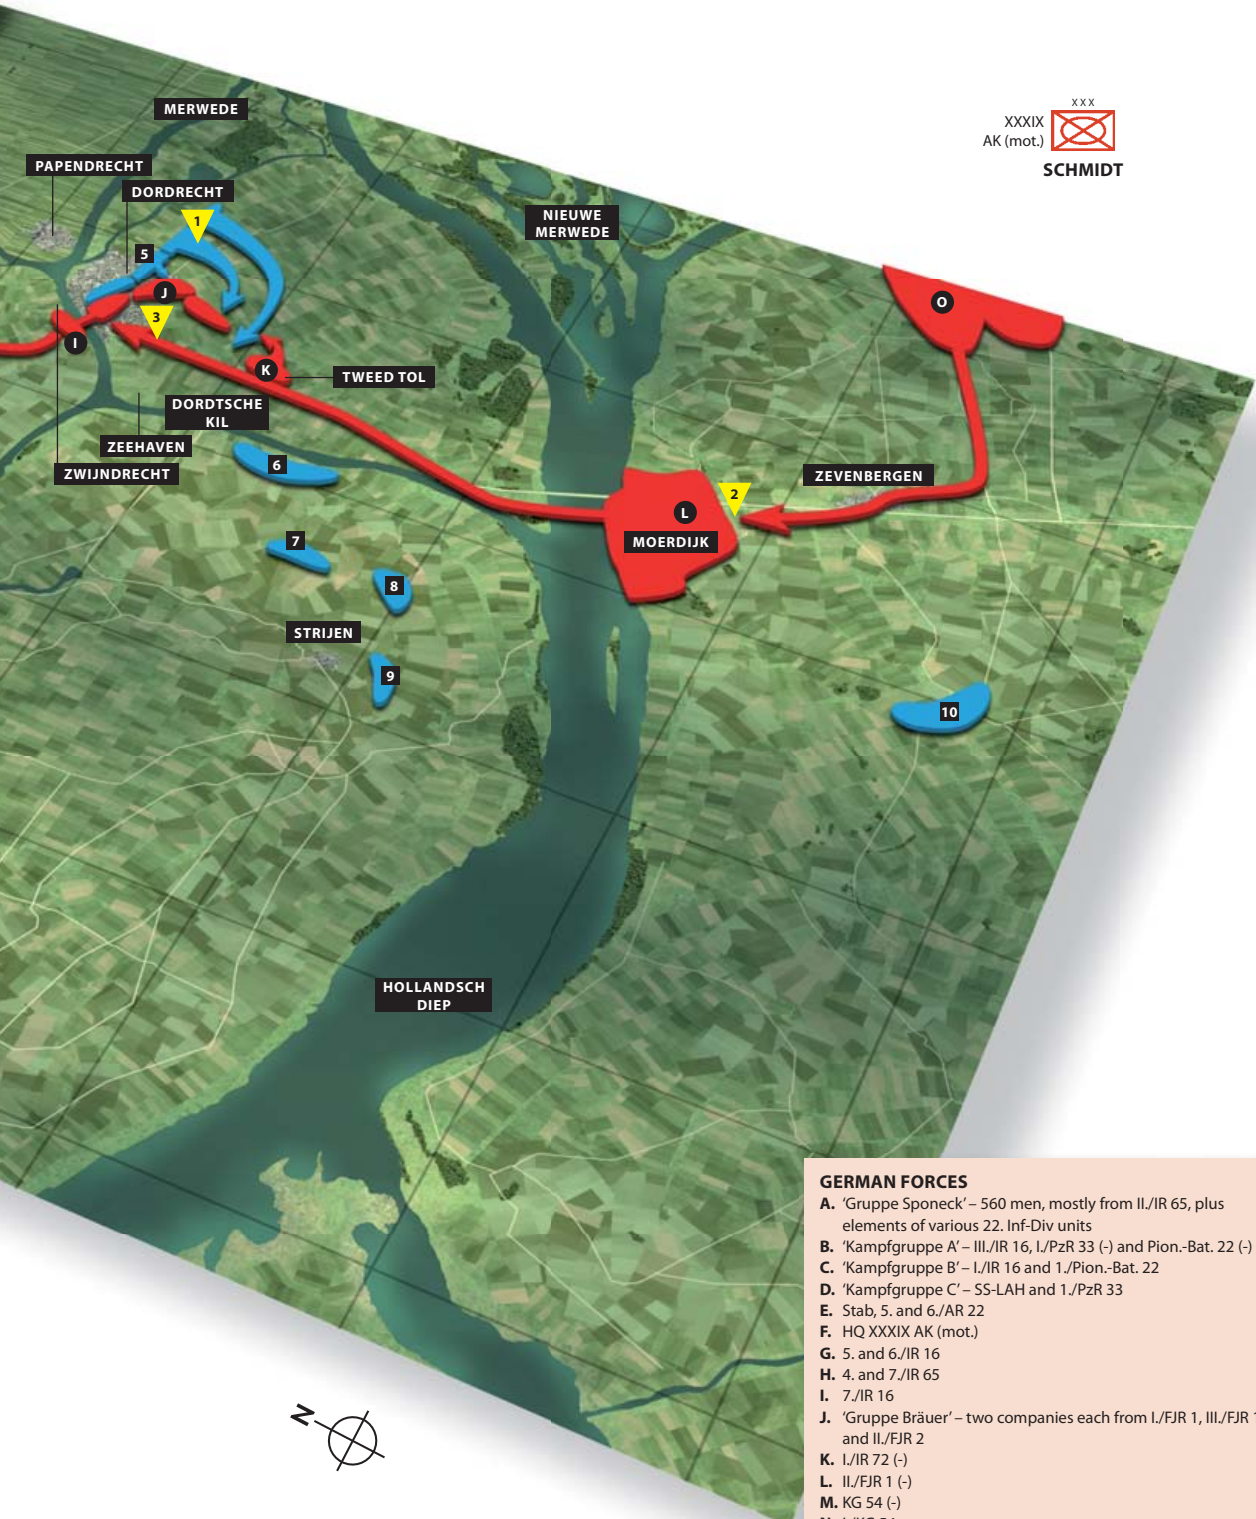 XXX
XXXIX
AK (mot.)
SCHMIDT
MERWEDE
PAPENDRECHT
DORDRECHT
1
NIEUWE
MERWEDE
5
J
3
I
O
K
TWEED TOL
DORDTSCHE
KIL
ZEEHAVEN
ZWIJNDRECHT
6
ZEVENBERGEN
2
L
MOERDIJK
7
8
STRIJEN
9
10
HOLLANDSCH
DIEP
N
GERMAN FORCES
A. ‘Gruppe Sponeck’ – 560 men, mostly from II./IR 65, plus
elements of various 22. Inf-Div units
B. ‘Kampfgruppe A’ – III./IR 16, I./PzR 33 (-) and Pion.-Bat. 22 (-)
C. ‘Kampfgruppe B’ – I./IR 16 and 1./Pion.-Bat. 22
D. ‘Kampfgruppe C’ – SS-LAH and 1./PzR 33
E. Stab, 5. and 6./AR 22
F. HQ XXXIX AK (mot.)
G. 5. and 6./IR 16
H. 4. and 7./IR 65
I. 7./IR 16
J. ‘Gruppe Bräuer’ – two companies each from I./FJR 1, III./FJR 1
and II./FJR 2
K. I./IR 72 (-)
L. II./FJR 1 (-)
M. KG 54 (-)